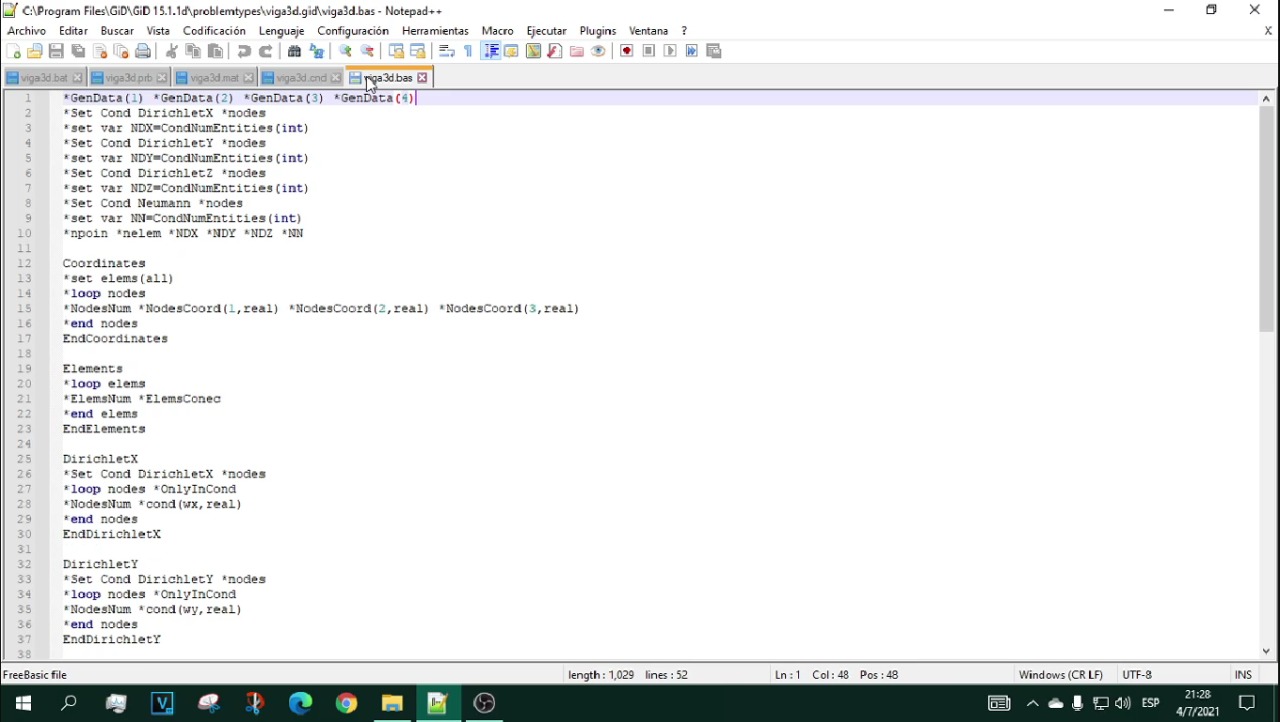 C:\Program Files\GiD\GiD 15.1.1d\problemtypes\viga3d.gid\viga3d.bas - Notepad++
Archivo Editar Buscar Vista Codificación Lenguaje Configuración Herramientas Macro Ejecutar Plugins Ventana ? X
viga3d.bat viga3d.prb viga3d.mat viga3d.cnd viga3d.bas
1 *GenData(1) *GenData(2) *GenData(3) *GenData(4)
2 *Set Cond DirichletX *nodes
3 *set var NDX=CondNumEntities(int)
4 *Set Cond DirichletY *nodes
5 *set var NDY=CondNumEntities(int)
6 *Set Cond DirichletZ *nodes
7 *set var NDZ=CondNumEntities(int)
8 *Set Cond Neumann *nodes
9 *set var NN=CondNumEntities(int)
10 *npoin *nelem *NDX *NDY *NDZ *NN
11
12 Coordinates
13 *set elems(all)
14 *loop nodes
15 *NodesNum *NodesCoord(1,real) *NodesCoord(2,real) *NodesCoord(3,real)
16 *end nodes
17 EndCoordinates
18
19 Elements
20 *loop elems
21 *ElemsNum *ElemsConec
22 *end elems
23 EndElements
24
25 DirichletX
26 *Set Cond DirichletX *nodes
27 *loop nodes *OnlyInCond
28 *NodesNum *cond(wx,real)
29 *end nodes
30 EndDirichletX
31
32 DirichletY
33 *Set Cond DirichletY *nodes
34 *loop nodes *OnlyInCond
35 *NodesNum *cond(wy,real)
36 *end nodes
37 EndDirichletY
38
FreeBasic file length : 1,029 lines : 52 Ln : 1 Col : 48 Pos : 48 Windows (CR LF) UTF-8 INS
ESP 21:28
4/7/2021